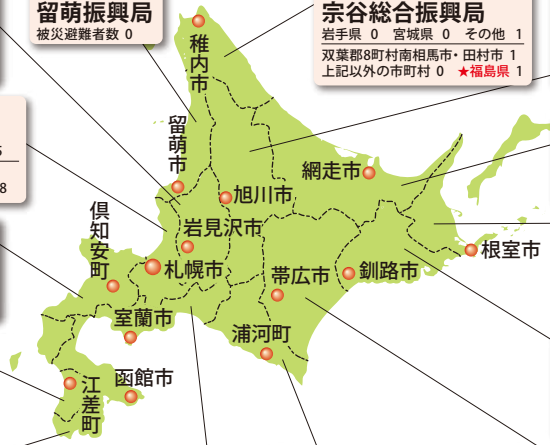 留萌振興局
被災避難者数 0
宗谷総合振興局
岩手県 0 宮城県 0 その他 1
双葉郡8町村南相馬市・田村市 1
上記以外の市町村 0 ★福島県 1
5
8
稚内市
留萌市
旭川市
網走市
倶知安町
岩見沢市
札幌市
根室市
帯広市
釧路市
室蘭市
浦河町
江差町
函館市